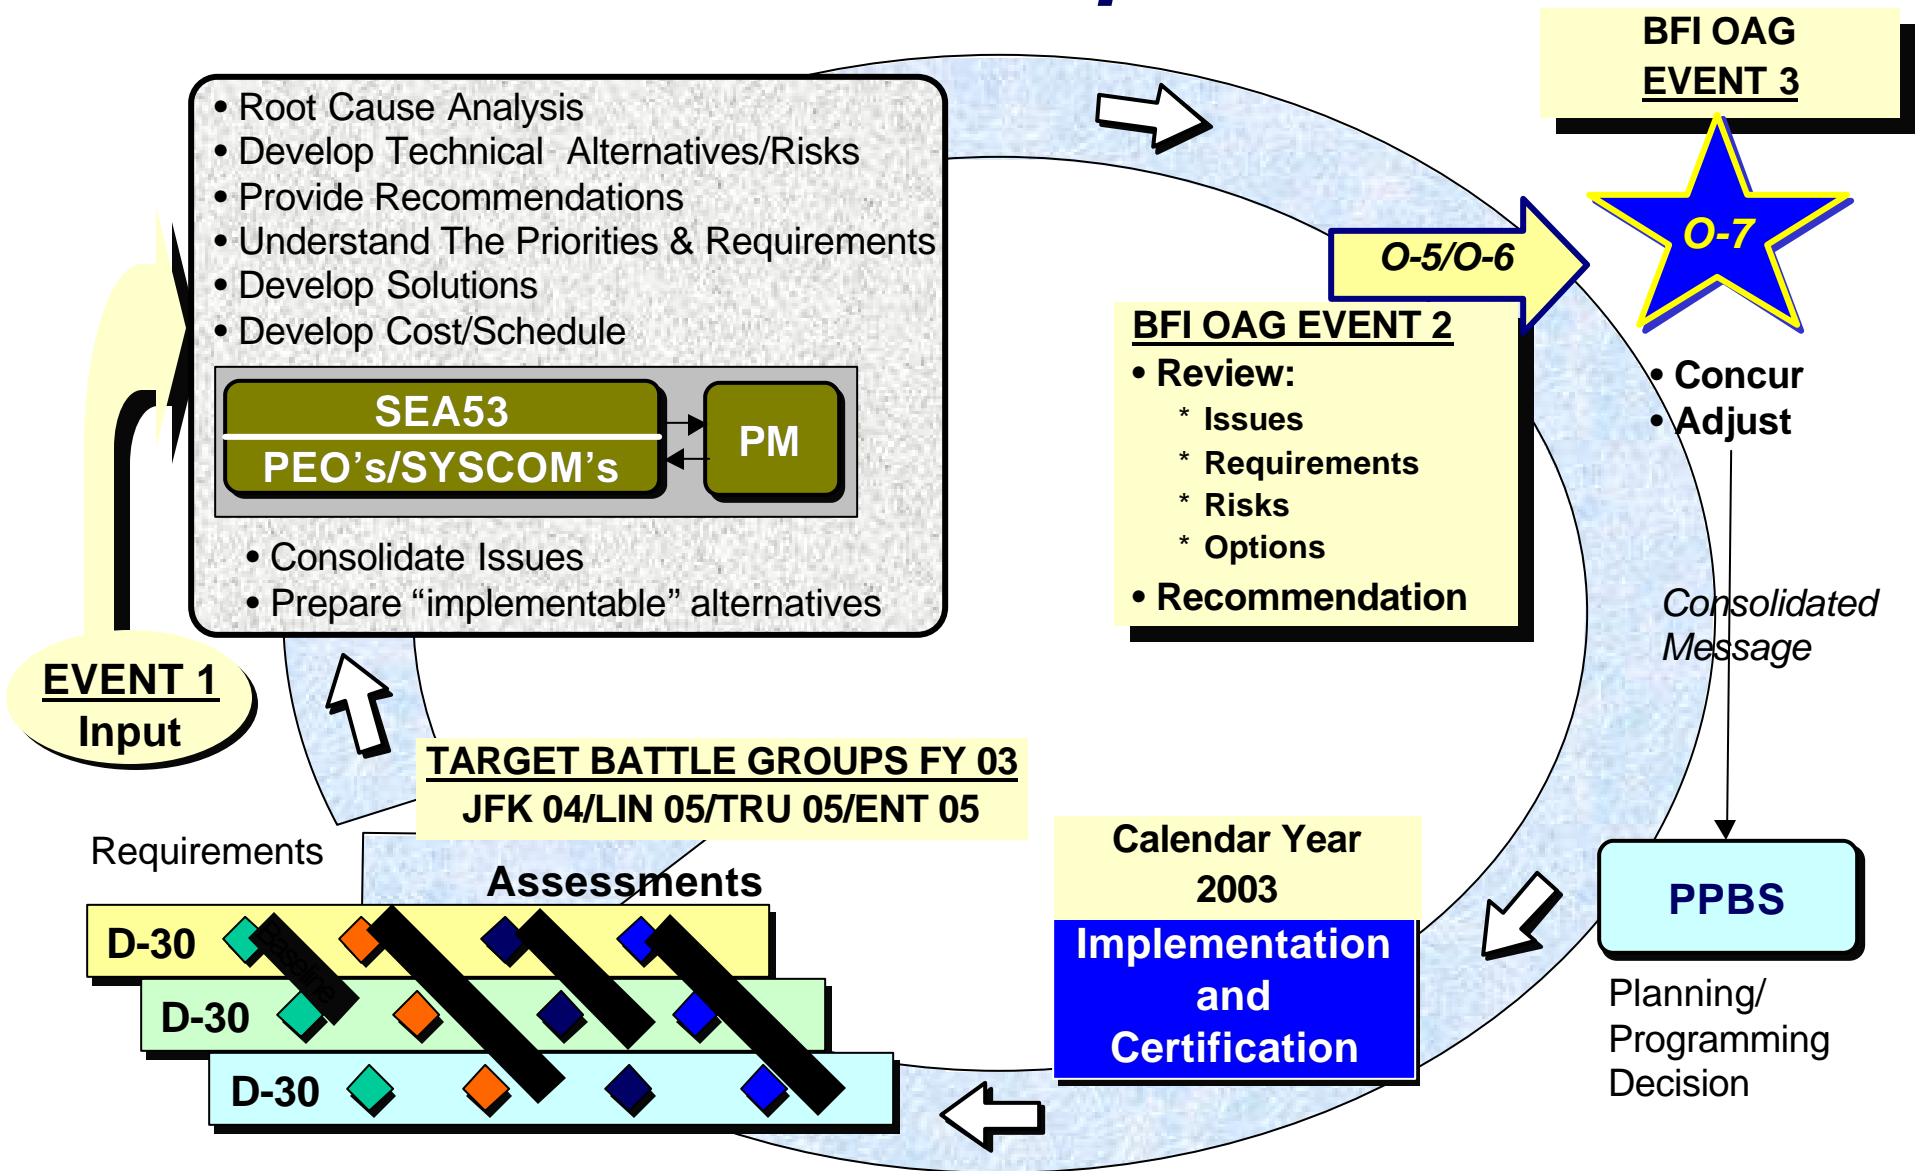 BFI OAG
EVENT 3
• Root Cause Analysis
• Develop Technical Alternatives/Risks
• Provide Recommendations
• Understand The Priorities & Requirements
• Develop Solutions
• Develop Cost/Schedule
SEA53
PEO’s/SYSCOM’s
PM
• Consolidate Issues
• Prepare “implementable” alternatives
O-5/O-6
O-7
BFI OAG EVENT 2
• Review:
* Issues
* Requirements
* Risks
* Options
• Recommendation
• Concur
• Adjust
Consolidated
Message
EVENT 1
Input
TARGET BATTLE GROUPS FY 03
JFK 04/LIN 05/TRU 05/ENT 05
Requirements
Assessments
D-30
Baseline
D-30
D-30
Calendar Year
2003
Implementation
and
Certification
PPBS
Planning/
Programming
Decision